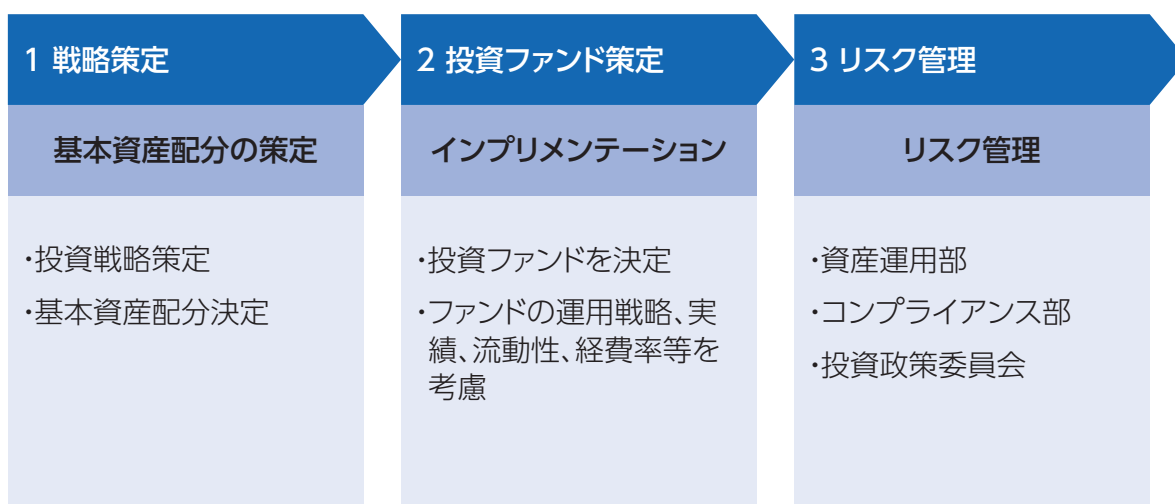 1 戦略策定
基本資産配分の策定
・投資戦略策定
・基本資産配分決定
2 投資ファンド策定
インプリメンテーション
・投資ファンドを決定
・ファンドの運用戦略、実
績、流動性、経費率等を
考慮
3 リスク管理
リスク管理
・資産運用部
・コンプライアンス部
・投資政策委員会